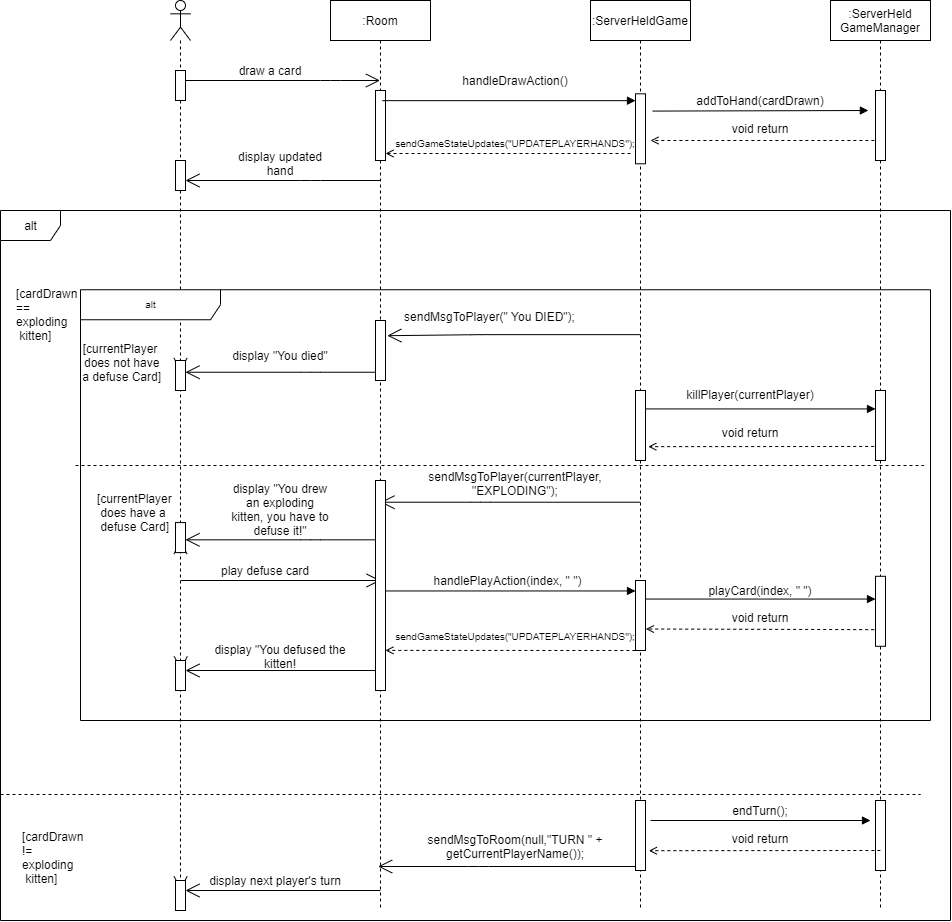 :Room
:ServerHeldGame
:ServerHeld
GameManager
draw a card
handleDrawAction()
addToHand(cardDrawn)
void return
sendGameStateUpdates("UPDATEPLAYERHANDS");
display updated
hand
alt
[cardDrawn
==
exploding
kitten]
alt
sendMsgToPlayer(" You DIED");
[currentPlayer
does not have
a defuse Card]
display "You died"
killPlayer(currentPlayer)
void return
[currentPlayer
does have a
defuse Card]
display "You drew
an exploding
kitten, you have to
defuse it!"
sendMsgToPlayer(currentPlayer,
"EXPLODING");
play defuse card
handlePlayAction(index, " ")
playCard(index, " ")
void return
sendGameStateUpdates("UPDATEPLAYERHANDS");
display "You defused the
kitten!
[cardDrawn
!=
exploding
kitten]
endTurn();
void return
sendMsgToRoom(null,"TURN " +
getCurrentPlayerName());
display next player's turn